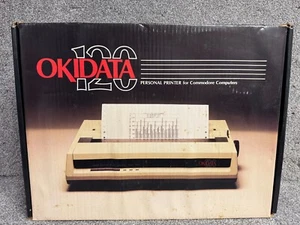 OKIDATA
120
PERSONAL PRINTER for Commodore Computers